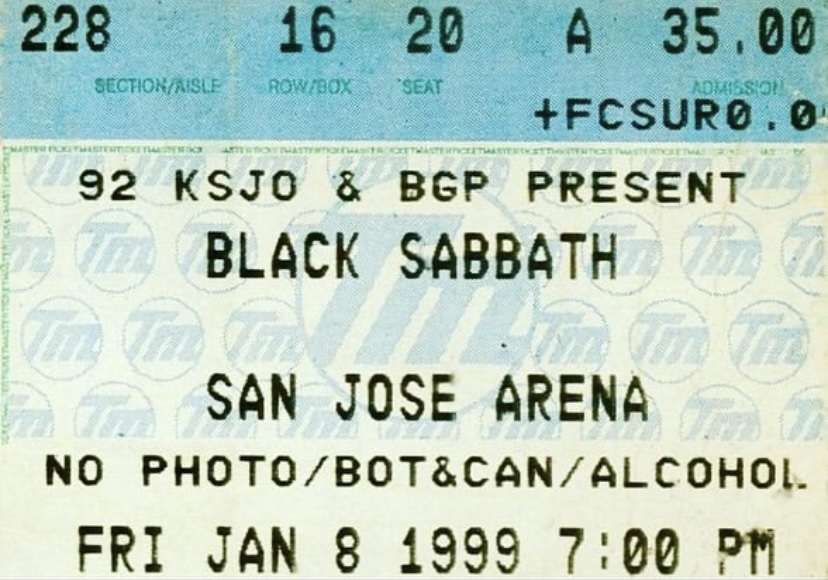 228 16 20 A 35.00
SECTION/AISLE ROW/BOX SEAT ADMISSION
+FCSUR0.0
92 KSJO & BGP PRESENT
BLACK SABBATH
SAN JOSE ARENA
NO PHOTO/BOT&CAN/ALCOHOL
FRI JAN 8 1999 7:00 PM